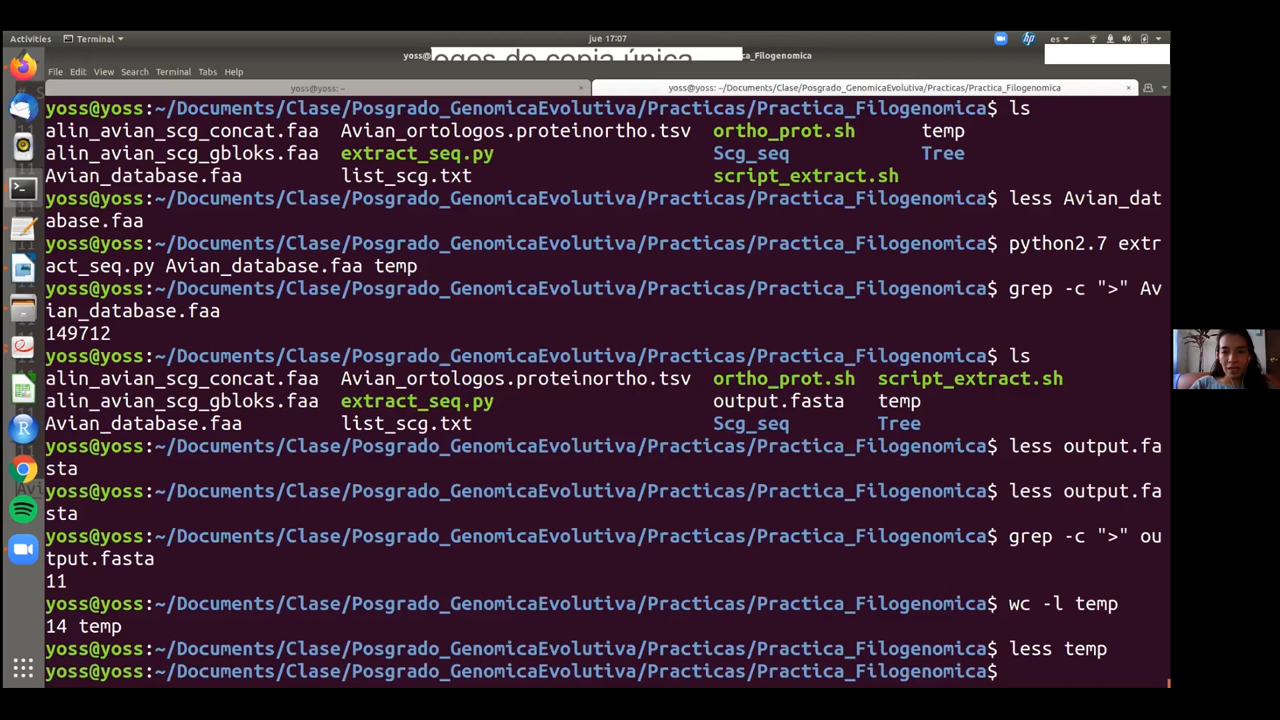 Activities Terminal jue 17:07 es
yoss@ ogos de copia única ca_Filogenomica
File Edit View Search Terminal Tabs Help
yoss@yoss: ~ × yoss@yoss: ~/Documents/Clase/Posgrado_GenomicaEvolutiva/Practicas/Practica_Filogenomica ×
yoss@yoss:~/Documents/Clase/Posgrado_GenomicaEvolutiva/Practicas/Practica_Filogenomica$ ls
alin_avian_scg_concat.faa Avian_ortologos.proteinortho.tsv ortho_prot.sh temp
alin_avian_scg_gbloks.faa extract_seq.py Scg_seq Tree
Avian_database.faa list_scg.txt script_extract.sh
yoss@yoss:~/Documents/Clase/Posgrado_GenomicaEvolutiva/Practicas/Practica_Filogenomica$ less Avian_dat
abase.faa
yoss@yoss:~/Documents/Clase/Posgrado_GenomicaEvolutiva/Practicas/Practica_Filogenomica$ python2.7 extr
act_seq.py Avian_database.faa temp
yoss@yoss:~/Documents/Clase/Posgrado_GenomicaEvolutiva/Practicas/Practica_Filogenomica$ grep -c ">" Av
ian_database.faa
149712
yoss@yoss:~/Documents/Clase/Posgrado_GenomicaEvolutiva/Practicas/Practica_Filogenomica$ ls
alin_avian_scg_concat.faa Avian_ortologos.proteinortho.tsv ortho_prot.sh script_extract.sh
alin_avian_scg_gbloks.faa extract_seq.py output.fasta temp
Avian_database.faa list_scg.txt Scg_seq Tree
yoss@yoss:~/Documents/Clase/Posgrado_GenomicaEvolutiva/Practicas/Practica_Filogenomica$ less output.fa
sta
yoss@yoss:~/Documents/Clase/Posgrado_GenomicaEvolutiva/Practicas/Practica_Filogenomica$ less output.fa
sta
yoss@yoss:~/Documents/Clase/Posgrado_GenomicaEvolutiva/Practicas/Practica_Filogenomica$ grep -c ">" ou
tput.fasta
11
yoss@yoss:~/Documents/Clase/Posgrado_GenomicaEvolutiva/Practicas/Practica_Filogenomica$ wc -l temp
14 temp
yoss@yoss:~/Documents/Clase/Posgrado_GenomicaEvolutiva/Practicas/Practica_Filogenomica$ less temp
yoss@yoss:~/Documents/Clase/Posgrado_GenomicaEvolutiva/Practicas/Practica_Filogenomica$